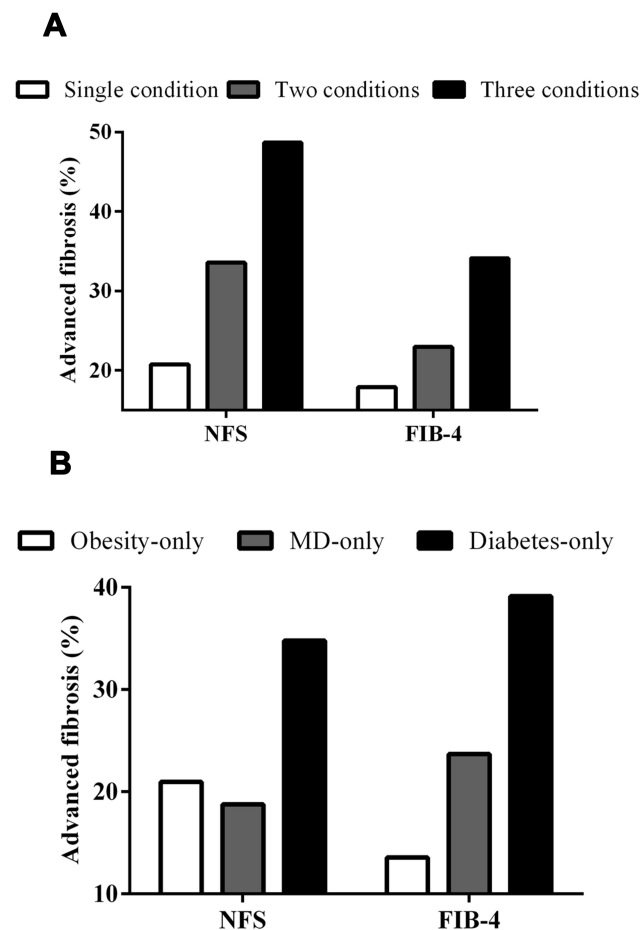 A
Single condition Two conditions Three conditions
Advanced fibrosis (%)
50
40
30
20
NFS FIB-4
B
Obesity-only MD-only Diabetes-only
Advanced fibrosis (%)
40
30
20
10
NFS FIB-4